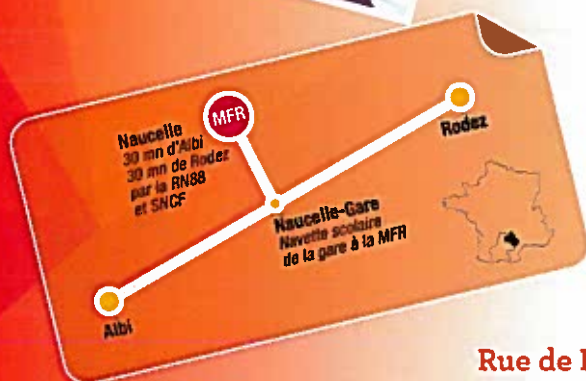 MFR
Naucelle
30 mn d'Albi
30 mn de Rodez
par la RN88
et SNCF
Rodez
Naucelle-Gare
Navette scolaire
de la gare à la MFR
Albi
Rue de